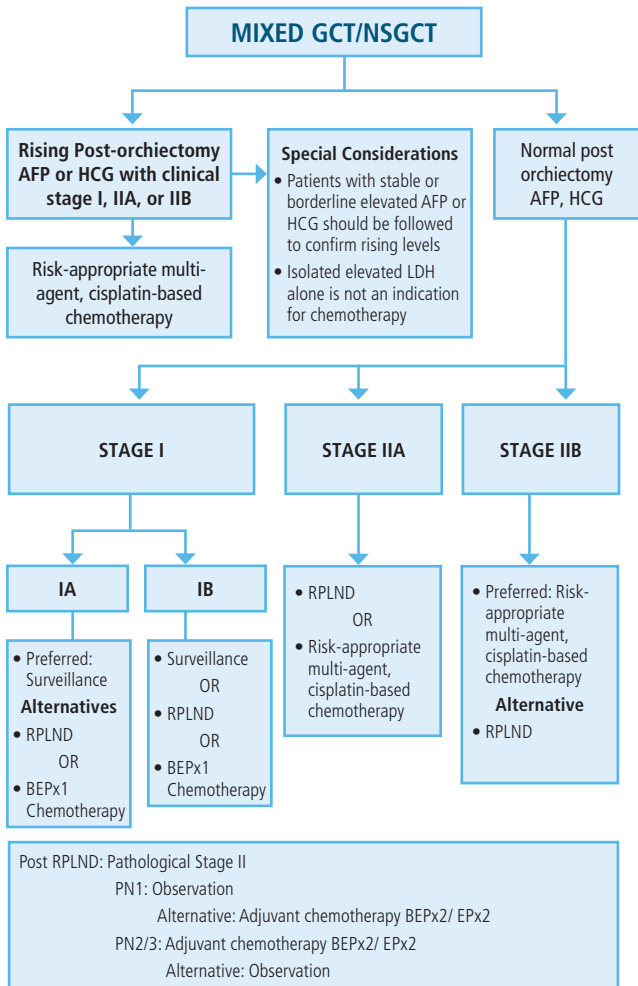 MIXED GCT/NSGCT
Rising Post-orchiectomy
AFP or HCG with clinical
stage I, IIA, or IIB
Risk-appropriate multi-
agent, cisplatin-based
chemotherapy
Special Considerations
• Patients with stable or
borderline elevated AFP or
HCG should be followed
to confirm rising levels
• Isolated elevated LDH
alone is not an indication
for chemotherapy
Normal post
orchiectomy
AFP, HCG
STAGE I
STAGE IIA
STAGE IIB
IA
IB
• Preferred:
Surveillance
Alternatives
• RPLND
OR
• BEPx1
Chemotherapy
• Surveillance
OR
• RPLND
OR
• BEPx1
Chemotherapy
• RPLND
OR
• Risk-appropriate
multi-agent,
cisplatin-based
chemotherapy
• Preferred: Risk-
appropriate
multi-agent,
cisplatin-based
chemotherapy
Alternative
• RPLND
Post RPLND: Pathological Stage II
PN1: Observation
Alternative: Adjuvant chemotherapy BEPx2/ EPx2
PN2/3: Adjuvant chemotherapy BEPx2/ EPx2
Alternative: Observation